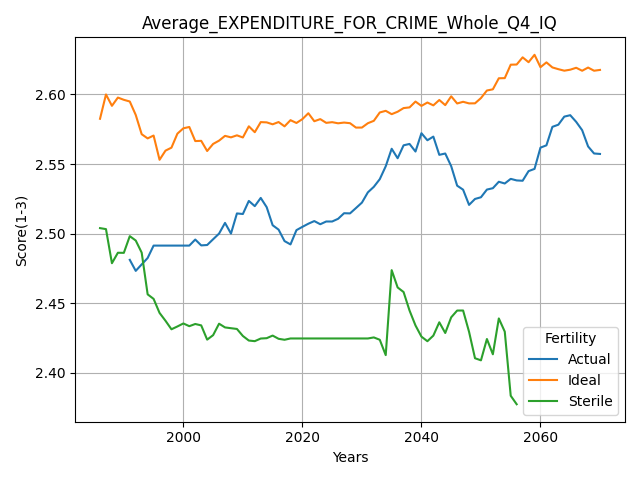 Average_EXPENDITURE_FOR_CRIME_Whole_Q4_IQ
Score(1-3)
2.60
2.55
2.50
2.45
2.40
2000
2020
2040
2060
Years
Fertility
Actual
Ideal
Sterile